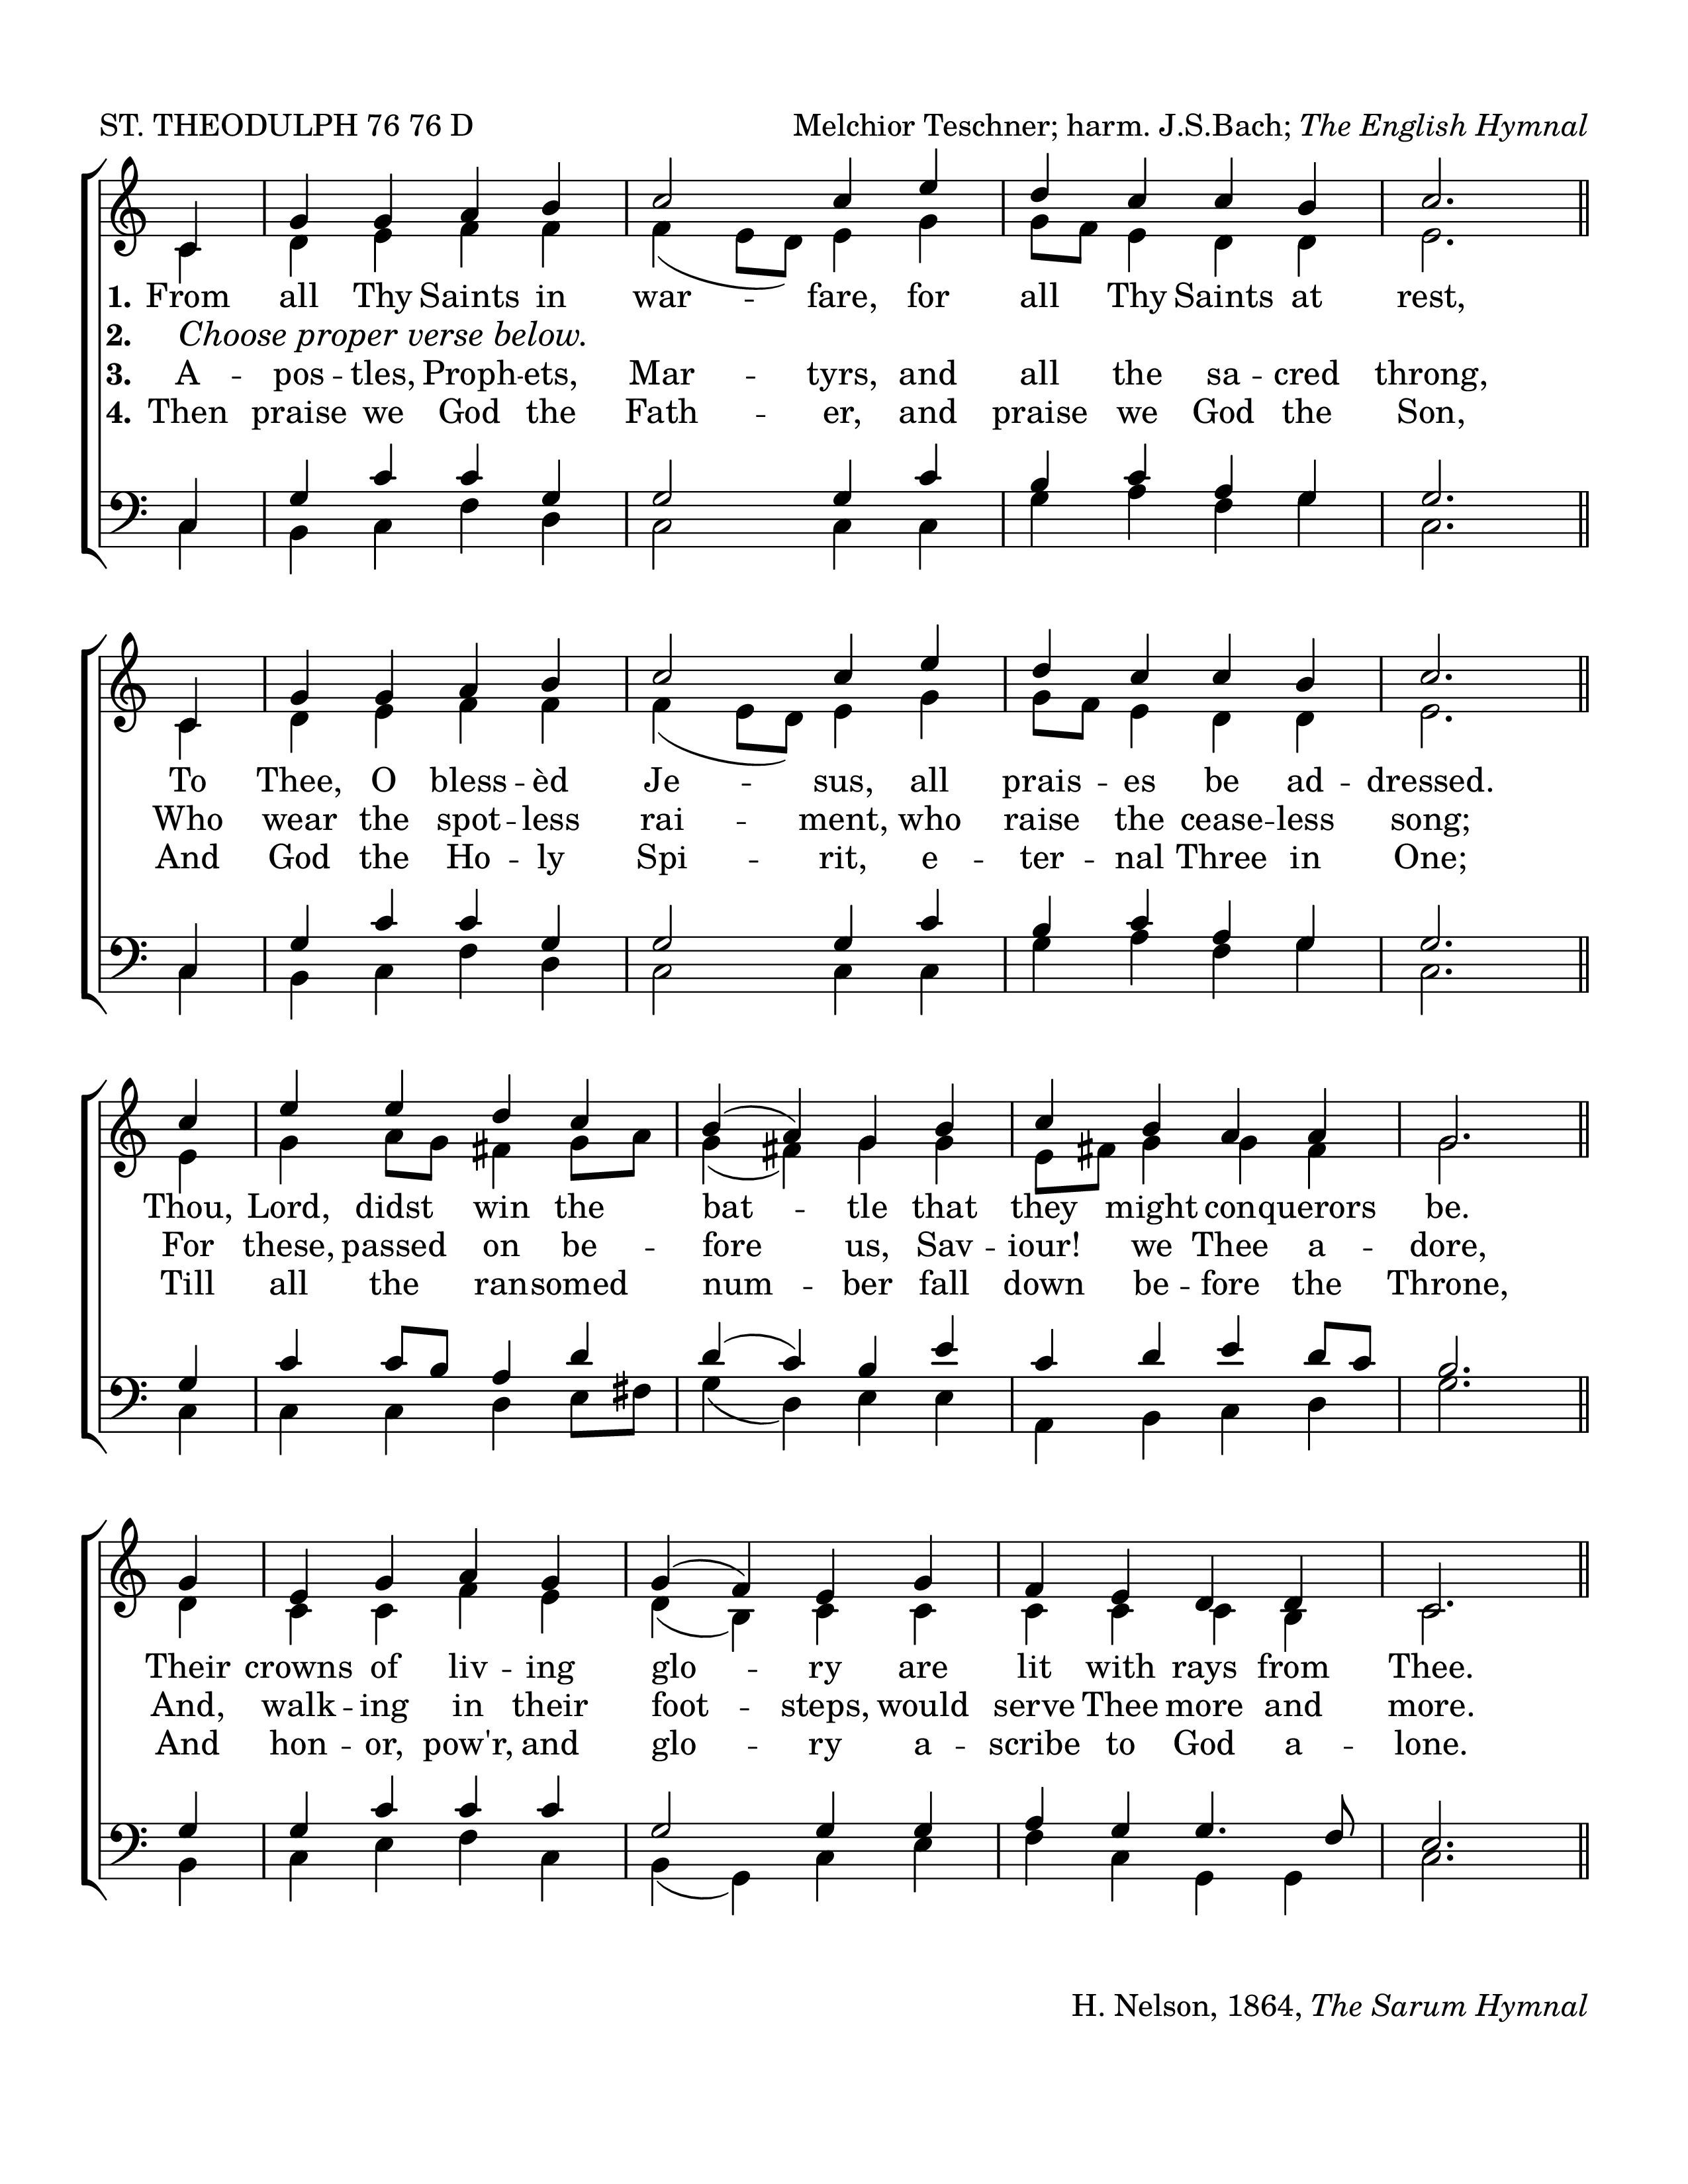 ST. THEODULPH 76 76 D Melchior Teschner; harm. J.S.Bach; The English Hymnal
1. From all Thy Saints in war -- fare, for all Thy Saints at rest,
2. Choose proper verse below.
3. A -- pos -- tles, Proph -- ets, Mar -- tyrs, and all the sa -- cred throng,
4. Then praise we God the Fath -- er, and praise we God the Son,
To Thee, O bless -- èd Je -- sus, all prais -- es be ad -- dressed.
Who wear the spot -- less rai -- ment, who raise the cease -- less song;
And God the Ho -- ly Spi -- rit, e -- ter -- nal Three in One;
Thou, Lord, didst win the bat -- tle that they might conquerors be.
For these, passed on be -- fore us, Sav -- iour! we Thee a -- dore,
Till all the ransomed num -- ber fall down be -- fore the Throne,
Their crowns of liv -- ing glo -- ry are lit with rays from Thee.
And, walk -- ing in their foot -- steps, would serve Thee more and more.
And hon -- or, pow'r, and glo -- ry a -- scribe to God a -- lone.
H. Nelson, 1864, The Sarum Hymnal